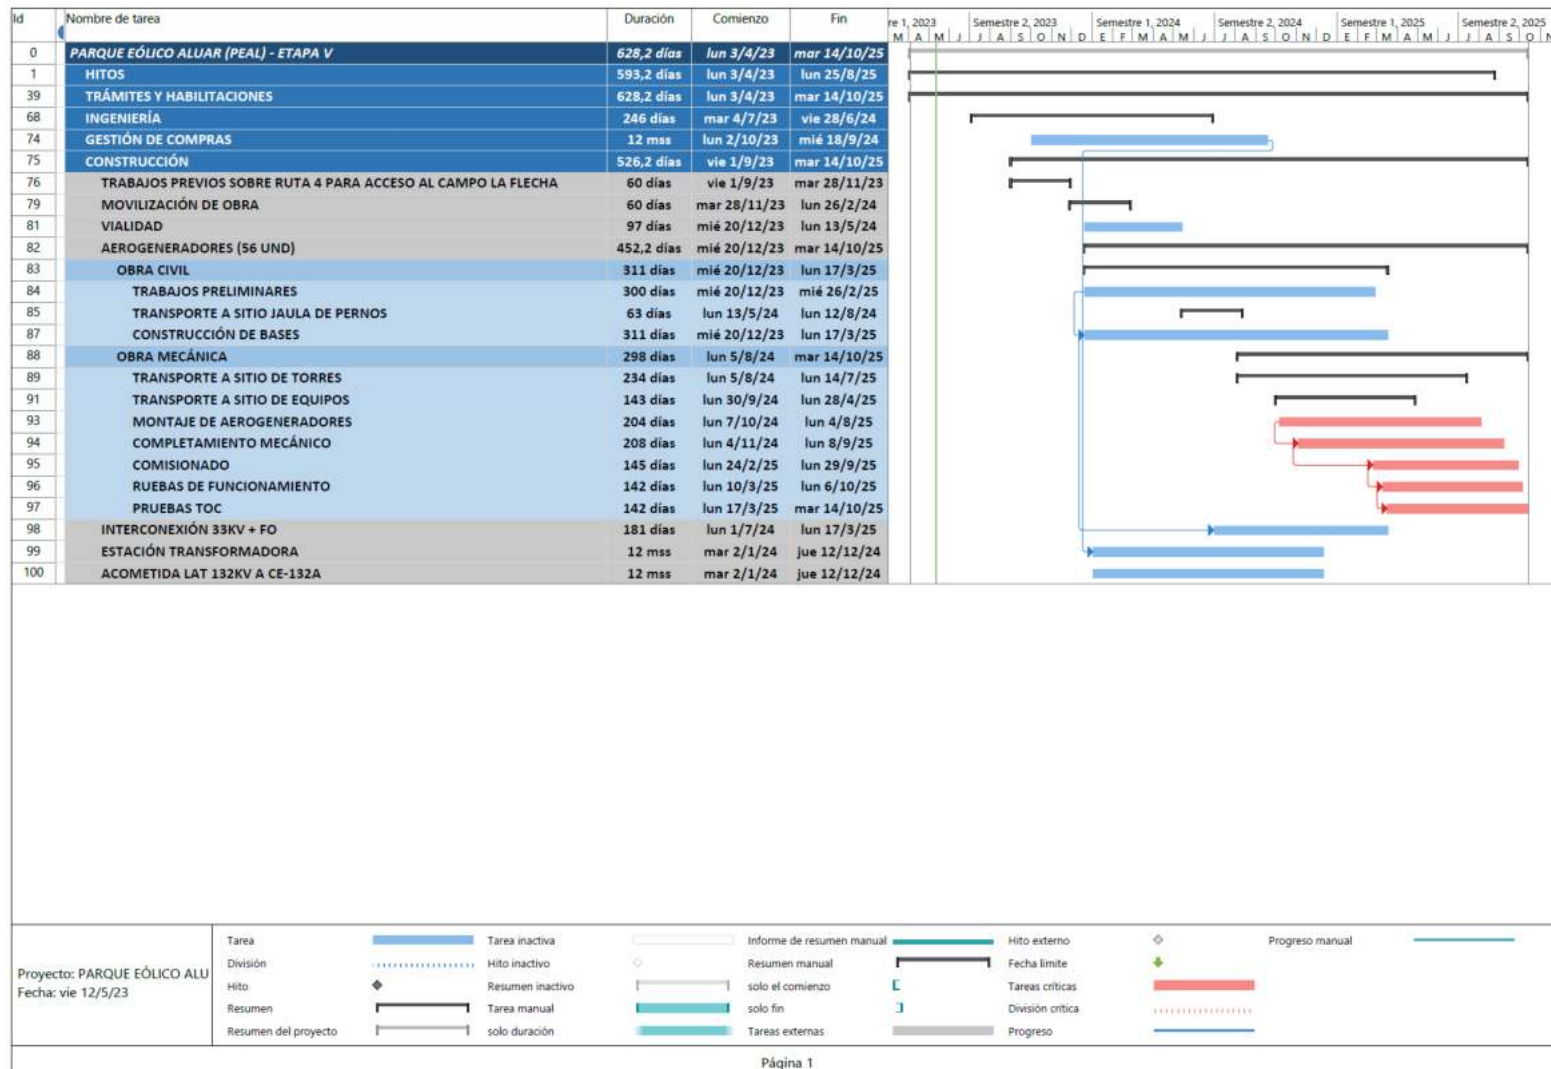 Id Nombre de tarea Duración Comienzo Fin
re 1, 2023 Semestre 2, 2023 Semestre 1, 2024 Semestre 2, 2024 Semestre 1, 2025 Semestre 2, 2025
M A M J J A S O N D E F M A M J J A S O N D E F M A M J J A S O N
0 PARQUE EÓLICO ALUAR (PEAL) - ETAPA V 628,2 días lun 3/4/23 mar 14/10/25
1 HITOS 593,2 días lun 3/4/23 lun 25/8/25
39 TRÁMITES Y HABILITACIONES 628,2 días lun 3/4/23 mar 14/10/25
68 INGENIERÍA 246 días mar 4/7/23 vie 28/6/24
74 GESTIÓN DE COMPRAS 12 mss lun 2/10/23 mié 18/9/24
75 CONSTRUCCIÓN 526,2 días vie 1/9/23 mar 14/10/25
76 TRABAJOS PREVIOS SOBRE RUTA 4 PARA ACCESO AL CAMPO LA FLECHA 60 días vie 1/9/23 mar 28/11/23
79 MOVILIZACIÓN DE OBRA 60 días mar 28/11/23 lun 26/2/24
81 VIALIDAD 97 días mié 20/12/23 lun 13/5/24
82 AEROGENERADORES (56 UND) 452,2 días mié 20/12/23 mar 14/10/25
83 OBRA CIVIL 311 días mié 20/12/23 lun 17/3/25
84 TRABAJOS PRELIMINARES 300 días mié 20/12/23 mié 26/2/25
85 TRANSPORTE A SITIO JAULA DE PERNOS 63 días lun 13/5/24 lun 12/8/24
87 CONSTRUCCIÓN DE BASES 311 días mié 20/12/23 lun 17/3/25
88 OBRA MECÁNICA 298 días lun 5/8/24 mar 14/10/25
89 TRANSPORTE A SITIO DE TORRES 234 días lun 5/8/24 lun 14/7/25
91 TRANSPORTE A SITIO DE EQUIPOS 143 días lun 30/9/24 lun 28/4/25
93 MONTAJE DE AEROGENERADORES 204 días lun 7/10/24 lun 4/8/25
94 COMPLETAMIENTO MECÁNICO 208 días lun 4/11/24 lun 8/9/25
95 COMISIONADO 145 días lun 24/2/25 lun 29/9/25
96 RUEBAS DE FUNCIONAMIENTO 142 días lun 10/3/25 lun 6/10/25
97 PRUEBAS TOC 142 días lun 17/3/25 mar 14/10/25
98 INTERCONEXIÓN 33KV + FO 181 días lun 1/7/24 lun 17/3/25
99 ESTACIÓN TRANSFORMADORA 12 mss mar 2/1/24 jue 12/12/24
100 ACOMETIDA LAT 132KV A CE-132A 12 mss mar 2/1/24 jue 12/12/24
Proyecto: PARQUE EÓLICO ALU
Fecha: vie 12/5/23
Tarea Tarea inactiva Informe de resumen manual Hito externo Progreso manual
División Hito inactivo Resumen manual Fecha límite
Hito Resumen inactivo solo el comienzo Tareas críticas
Resumen Tarea manual solo fin División crítica
Resumen del proyecto solo duración Tareas externas Progreso
Página 1